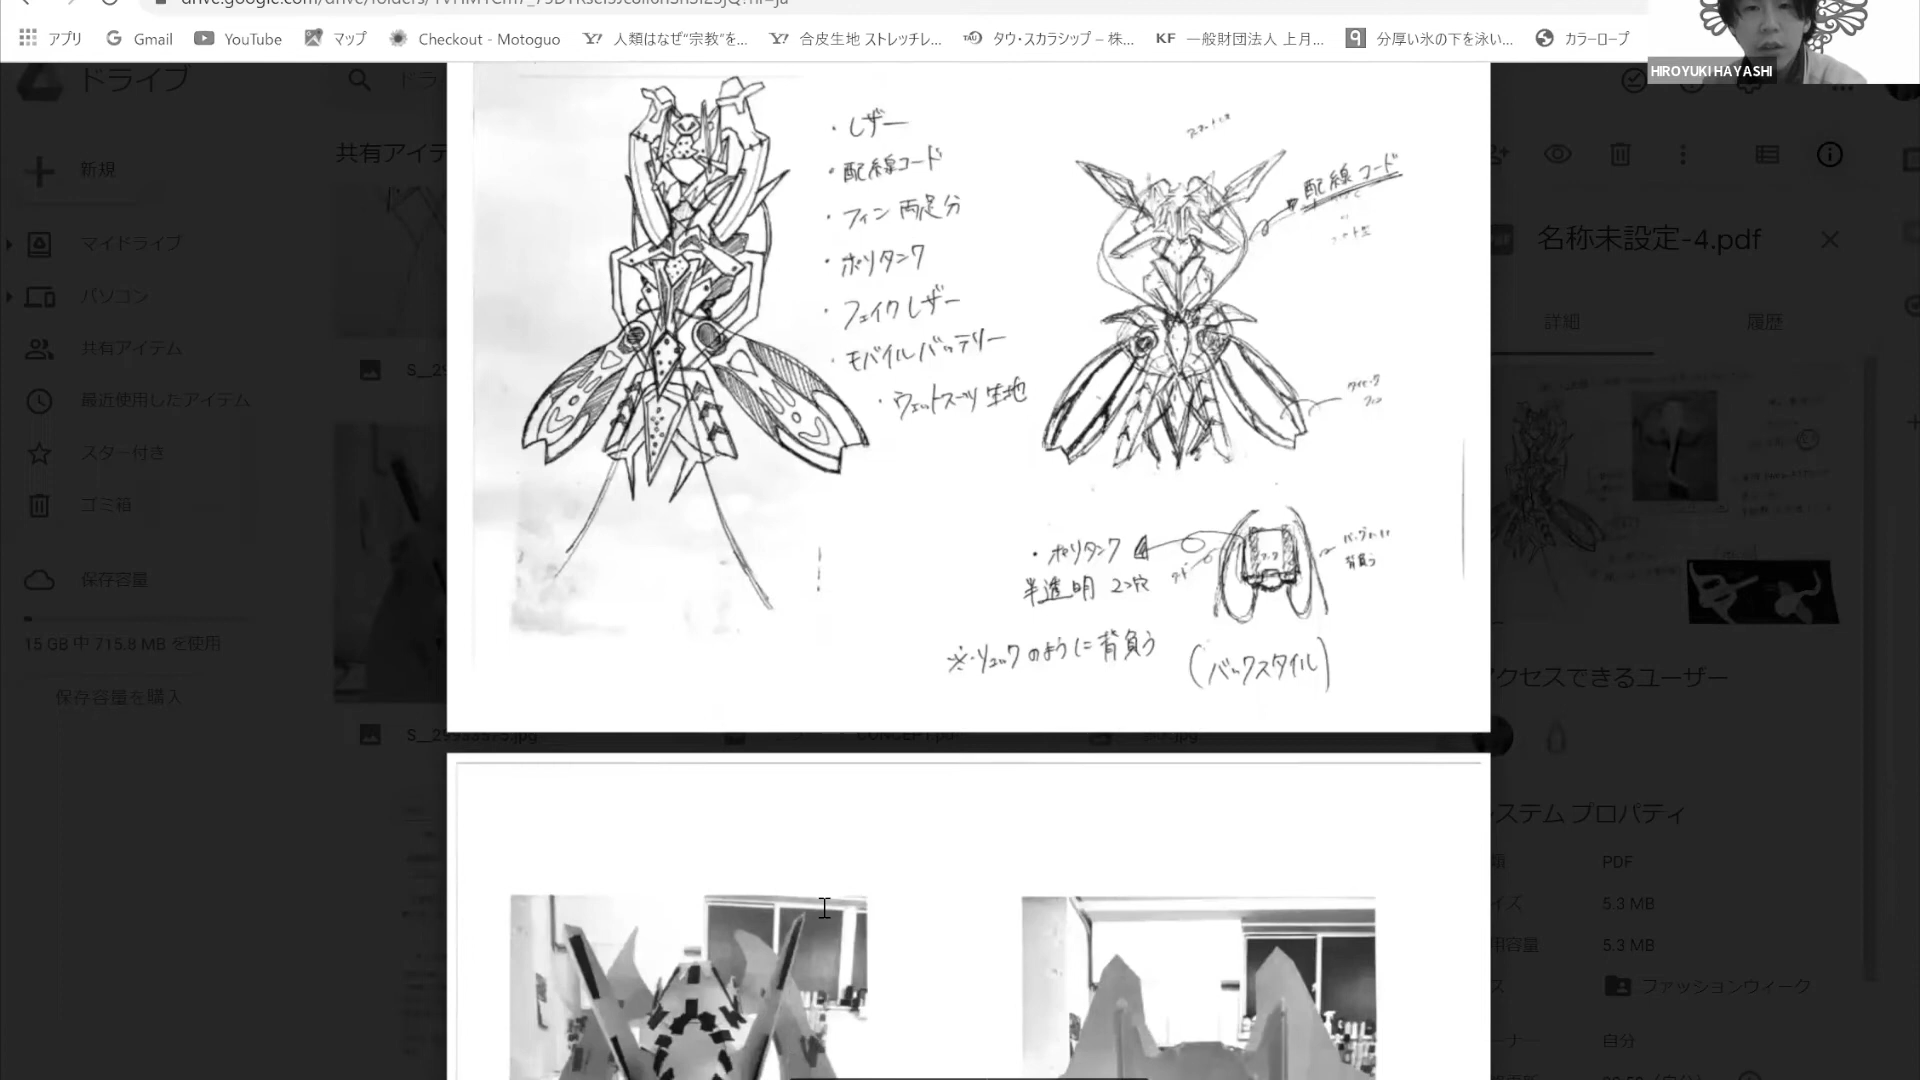 アプリ
Gmail
YouTube
マップ
Checkout - Motoguo
人類はなぜ“宗教”を...
合皮生地 ストレッチレ...
タウ・スカラシップ – 株...
一般財団法人 上月...
分厚い氷の下を泳い...
カラーロープ
HIROYUKI HAYASHI
ドライブ
新規
マイドライブ
パソコン
共有アイテム
最近使用したアイテム
スター付き
ゴミ箱
保存容量
15 GB 中 715.8 MB を使用
保存容量を購入
共有アイテ
・レザー
・配線コード
・フィン 両足分
・ポリタンク
・フェイクレザー
・モバイルバッテリー
・ウェットスーツ 生地
配線コード
・ポリタンク
半透明 2つ穴
※リュックのように背負う
背負う
(バックスタイル)
名称未設定-4.pdf
詳細
履歴
クセスできるユーザー
ステム プロパティ
PDF
イズ
5.3 MB
用容量
5.3 MB
ファッションウィーク
自分